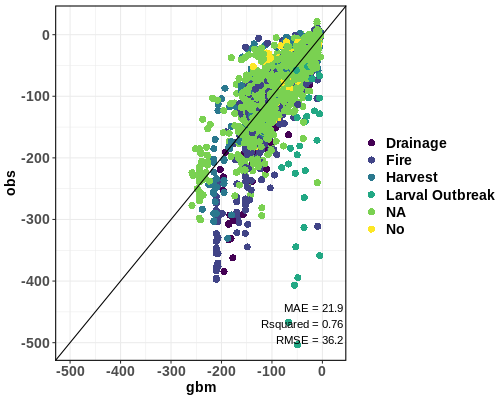 0
-100
-200
-300
-400
-500
obs
MAE = 21.9
Rsquared = 0.76
RMSE = 36.2
-500 -400 -300 -200 -100 0
gbm
Drainage
Fire
Harvest
Larval Outbreak
NA
No